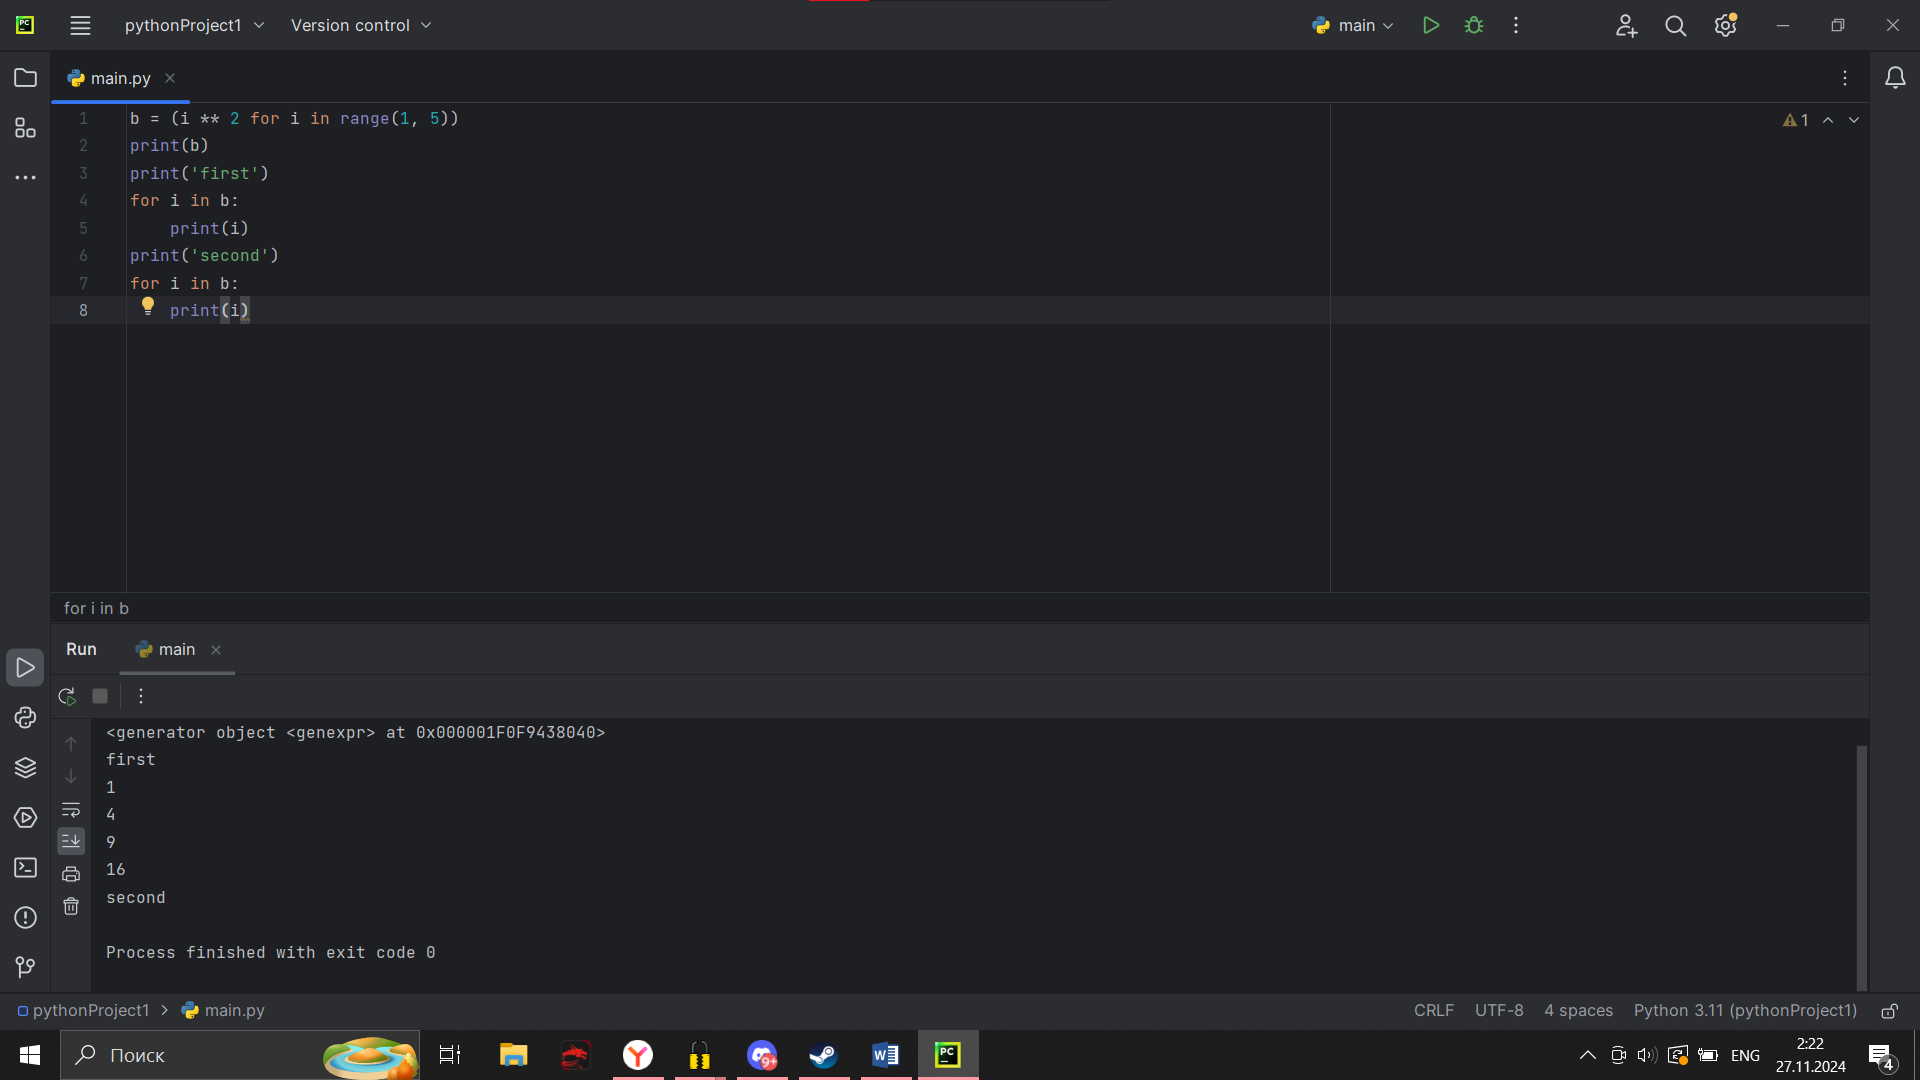 PC
pythonProject1
Version control
main
main.py
1 b = (i ** 2 for i in range(1, 5))
2 print(b)
3 print('first')
4 for i in b:
5     print(i)
6 print('second')
7 for i in b:
8     print(i)
1
for i in b
Run
main
<generator object <genexpr> at 0x000001F0F9438040>
first
1
4
9
16
second
Process finished with exit code 0
pythonProject1
main.py
CRLF
UTF-8
4 spaces
Python 3.11 (pythonProject1)
Поиск
Y
9+
W
PC
ENG
2:22
27.11.2024
4